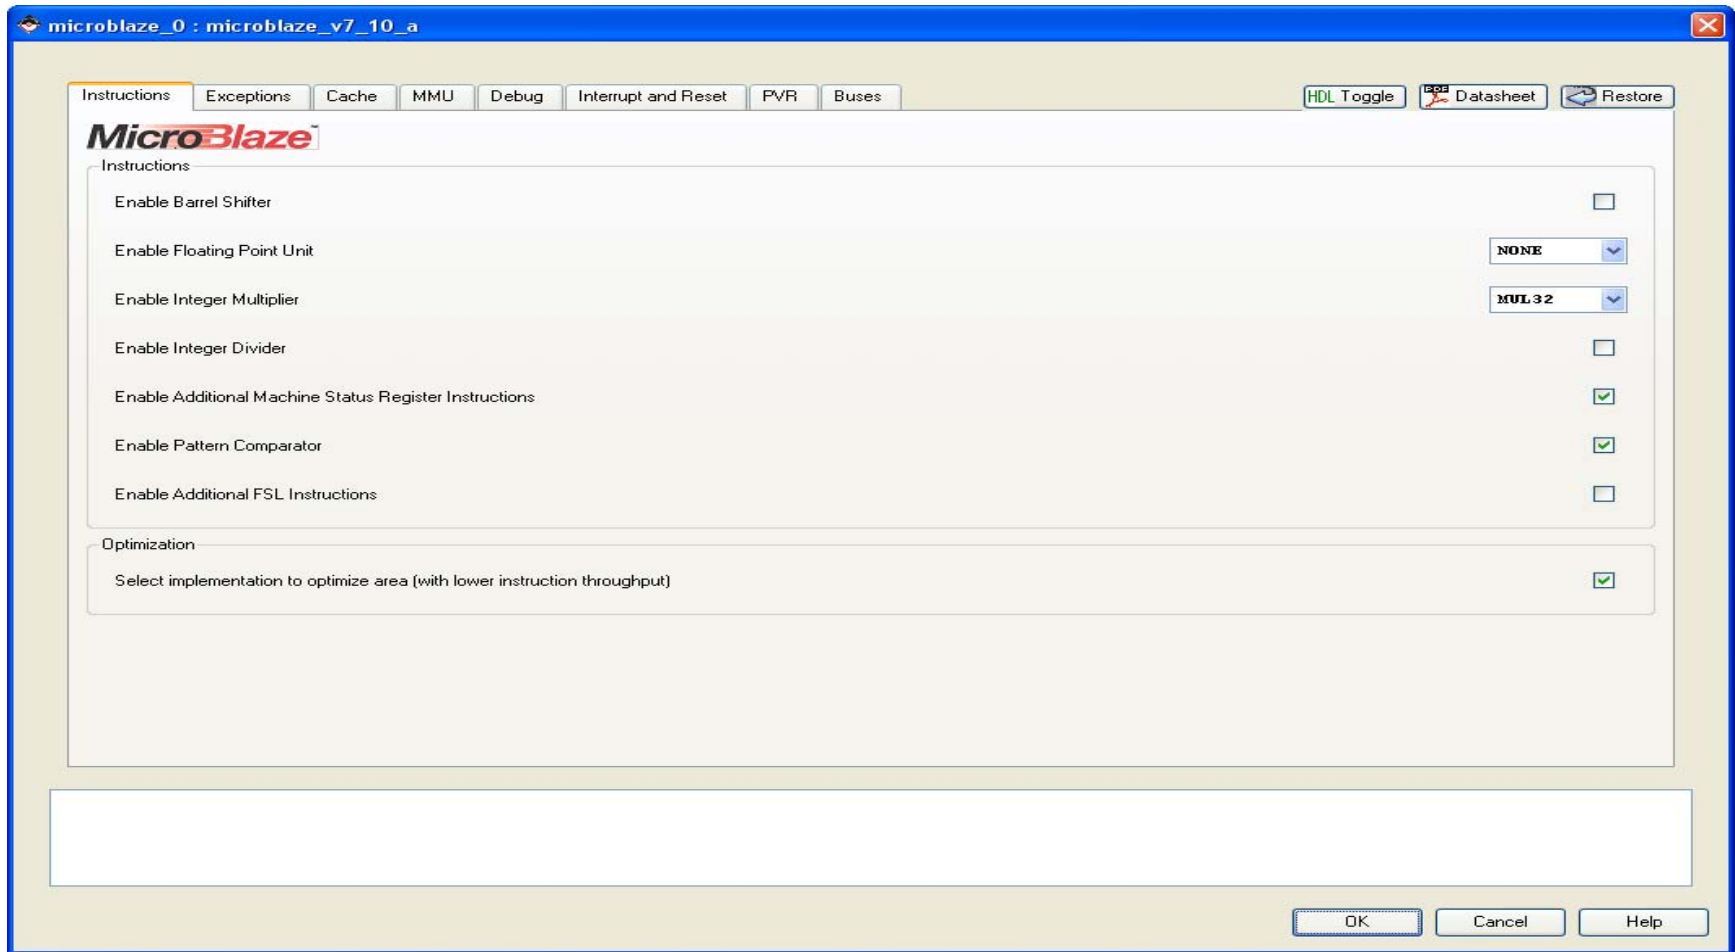 microblaze_0 : microblaze_v7_10_a
Instructions Exceptions Cache MMU Debug Interrupt and Reset PVR Buses HDL Toggle PDF Datasheet Restore
MicroBlaze™
Instructions
Enable Barrel Shifter
Enable Floating Point Unit NONE
Enable Integer Multiplier MUL32
Enable Integer Divider
Enable Additional Machine Status Register Instructions
Enable Pattern Comparator
Enable Additional FSL Instructions
Optimization
Select implementation to optimize area (with lower instruction throughput)
OK Cancel Help